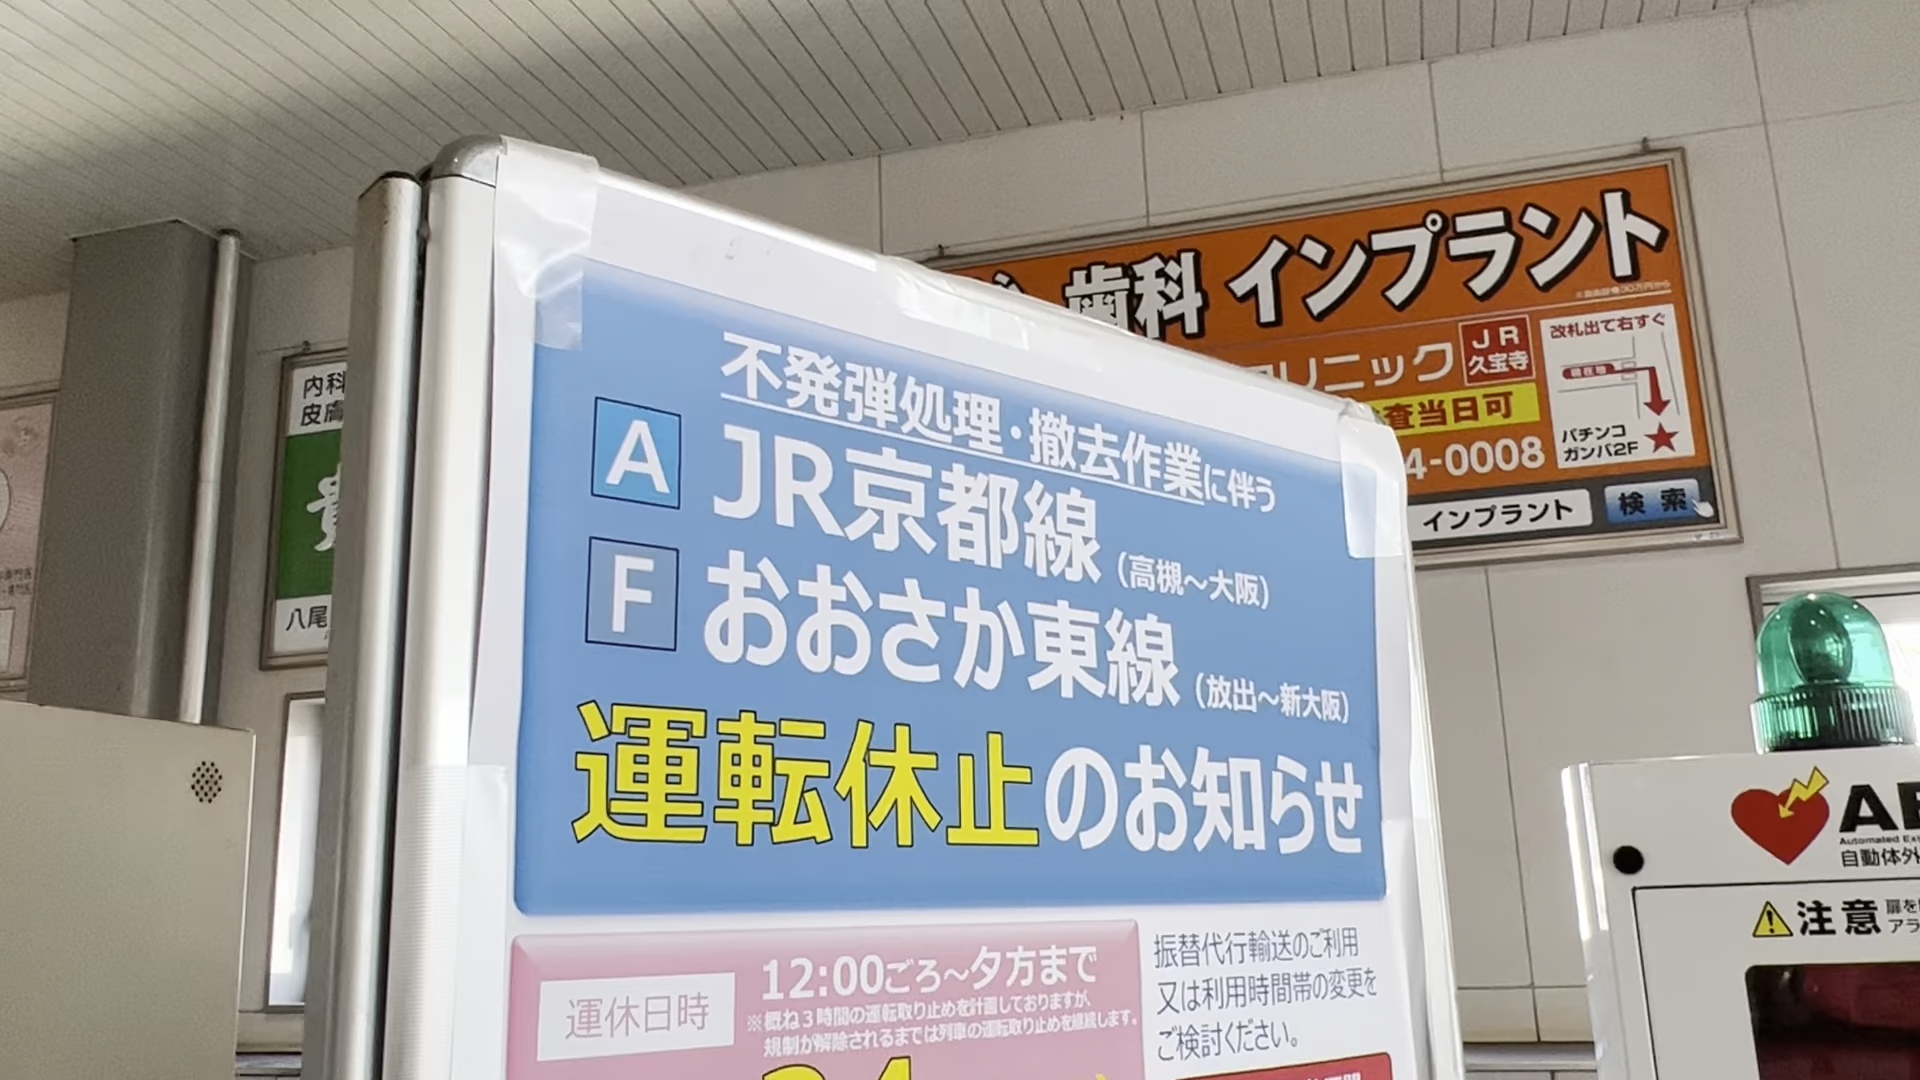 不発弾処理・撤去作業に伴う
A JR京都線(高槻～大阪)
F おおさか東線(放出～新大阪)
運転休止のお知らせ
運休日時
12:00ごろ～夕方まで
※概ね3時間の運転取り止めを計画しておりますが、
規制が解除されるまでは列車の運転取り止めを継続します。
振替代行輸送のご利用
又は利用時間帯の変更を
ご検討ください。
歯科 インプラント
リニック
JR
久宝寺
査当日可
4-0008
改札出て右すぐ
現在地
パチンコ
ガンバ2F
インプラント
検索
内科
皮膚
八尾
自動体外
注意